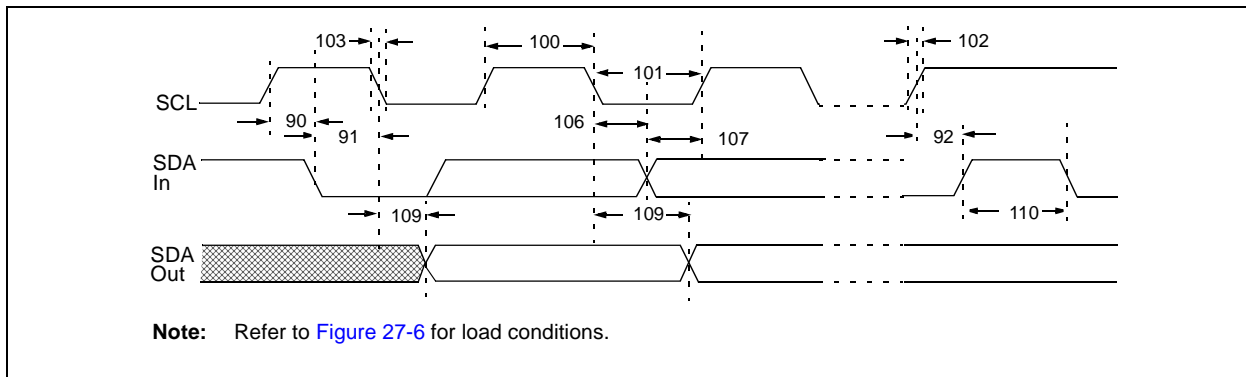 103
100
102
101
SCL
90
91
106
107
92
SDA
In
109
109
110
SDA
Out
Note: Refer to Figure 27-6 for load conditions.